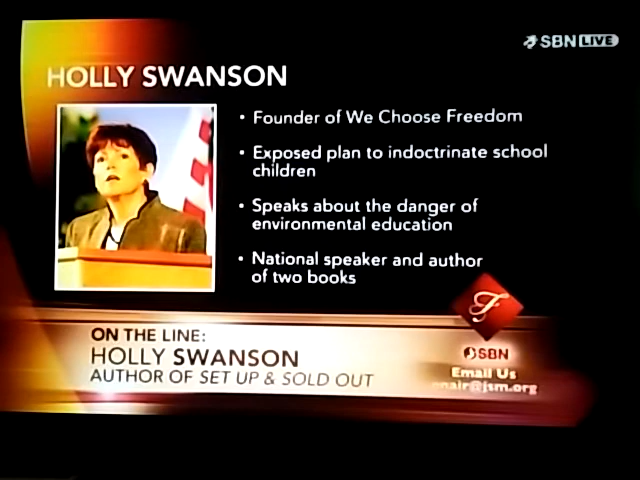 SBN LIVE
HOLLY SWANSON
• Founder of We Choose Freedom
• Exposed plan to indoctrinate school
children
• Speaks about the danger of
environmental education
• National speaker and author
of two books
ON THE LINE:
HOLLY SWANSON
AUTHOR OF SET UP & SOLD OUT
SBN
Email Us